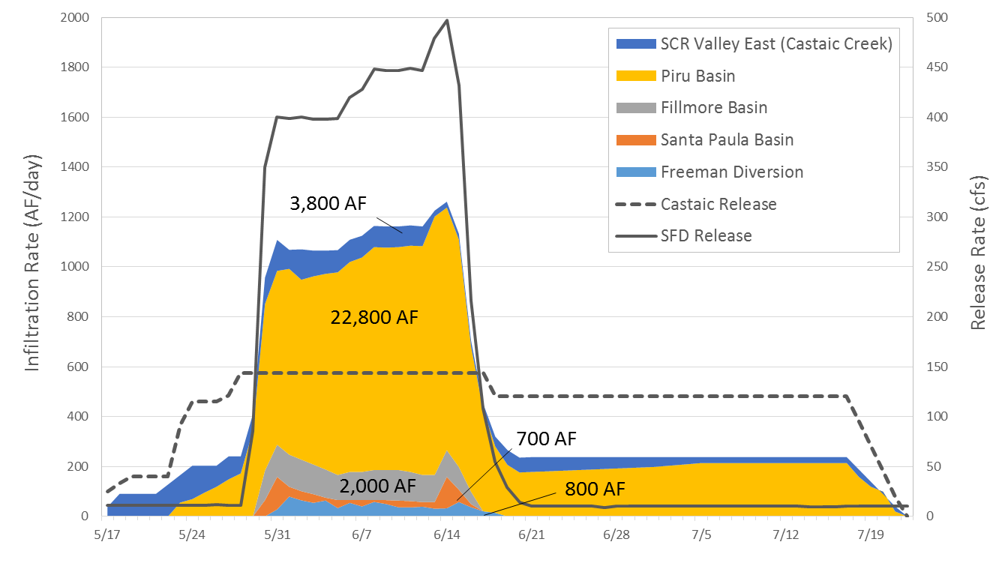 2000
1800
1600
1400
1200
1000
800
600
400
200
0
Infiltration Rate (AF/day)
500
450
400
350
300
250
200
150
100
50
0
Release Rate (cfs)
SCR Valley East (Castaic Creek)
Piru Basin
Fillmore Basin
Santa Paula Basin
Freeman Diversion
Castaic Release
SFD Release
3,800 AF
22,800 AF
700 AF
2,000 AF
800 AF
5/17 5/24 5/31 6/7 6/14 6/21 6/28 7/5 7/12 7/19